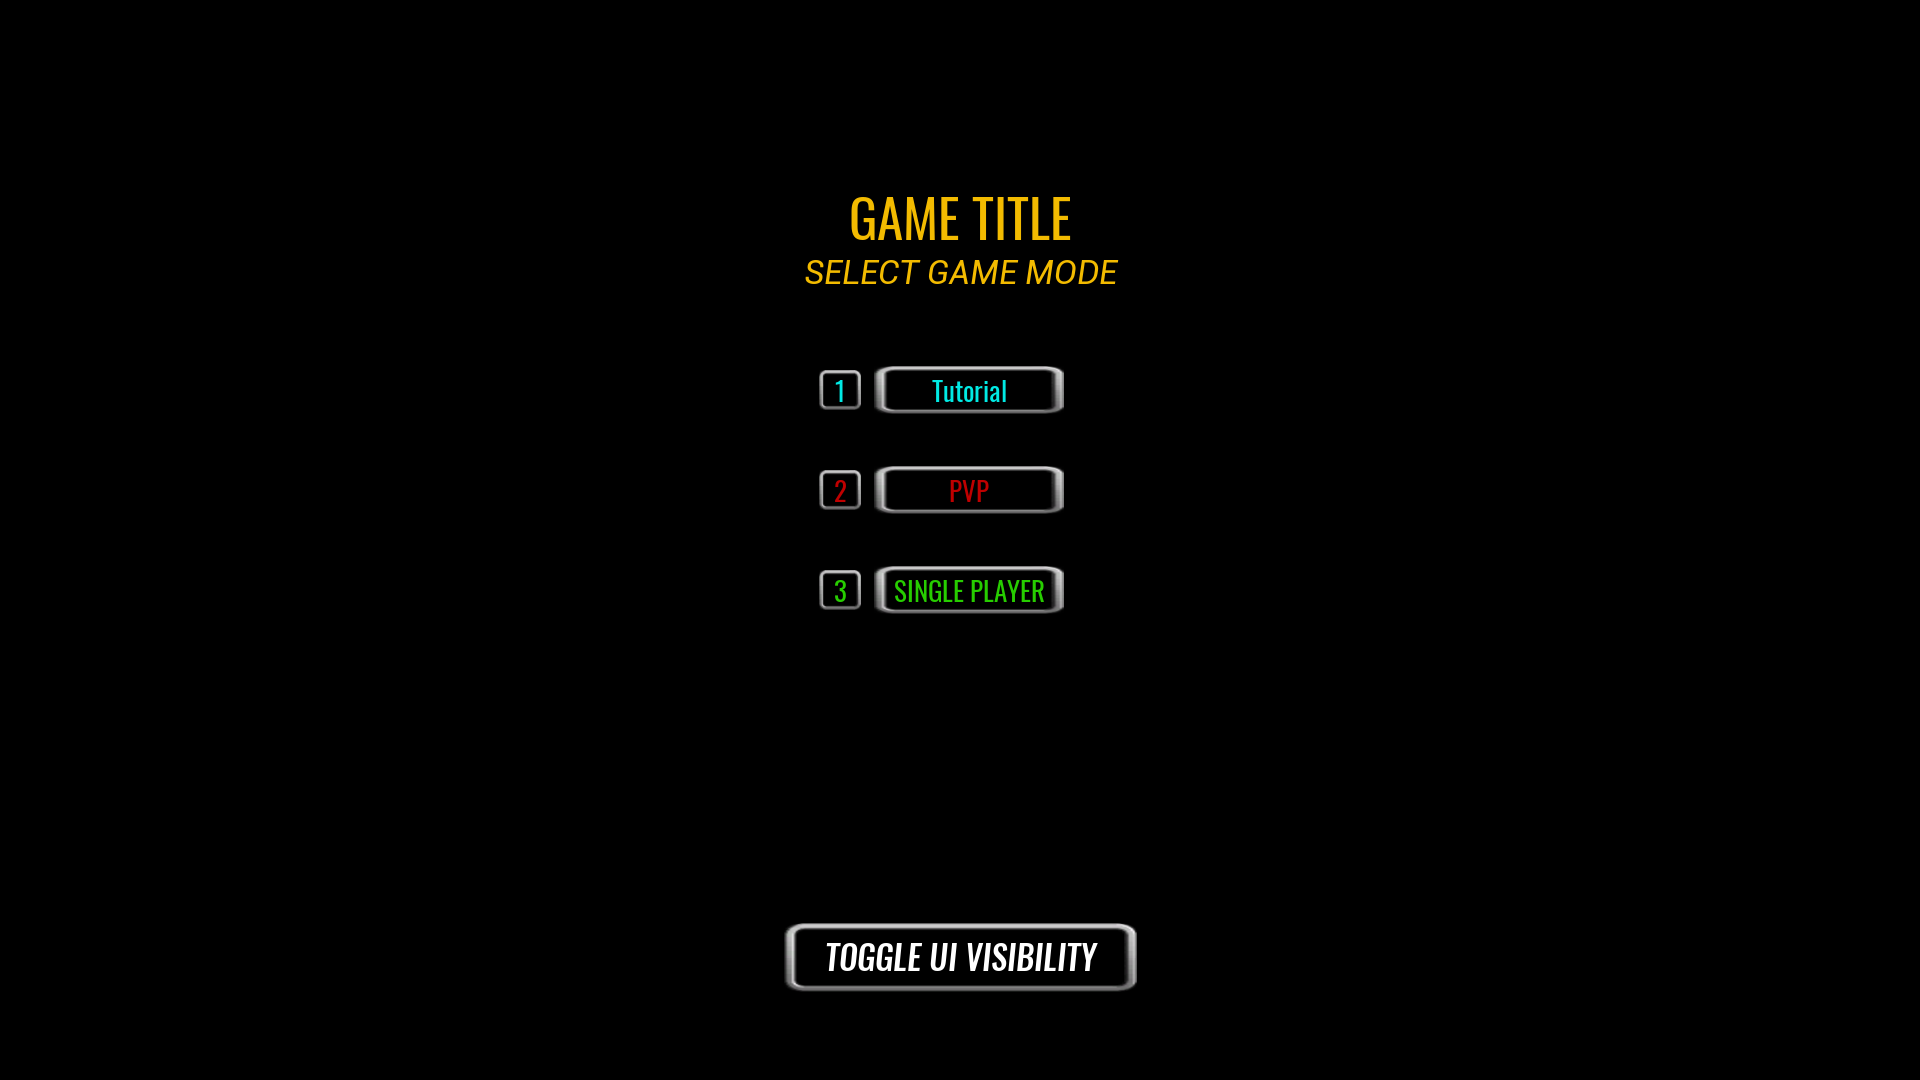 GAME TITLE
SELECT GAME MODE
1 Tutorial
2 PVP
3 SINGLE PLAYER
TOGGLE UI VISIBILITY